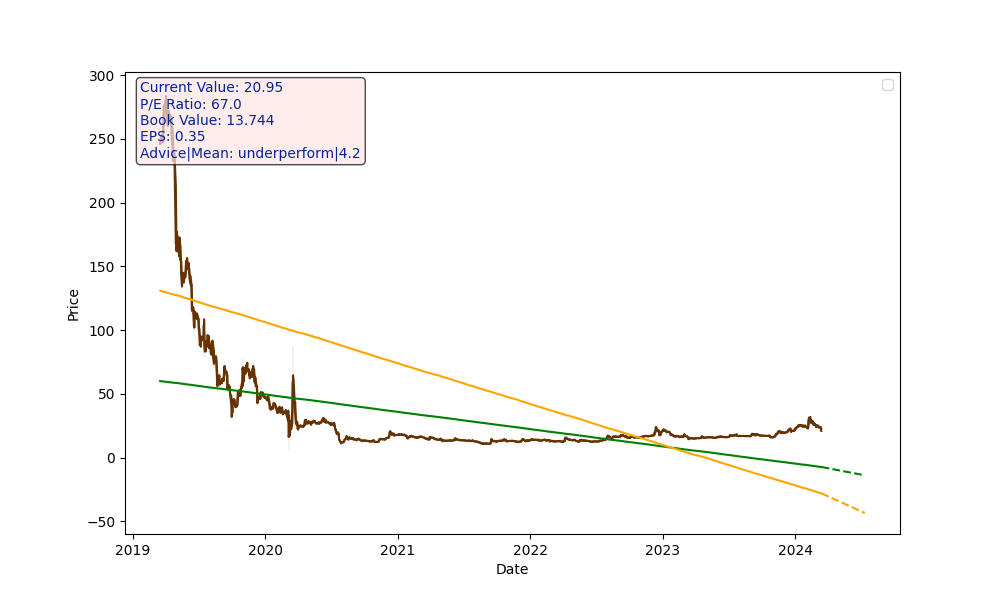 Current Value: 20.95
P/E Ratio: 67.0
Book Value: 13.744
EPS: 0.35
Advice|Mean: underperform|4.2
300
250
200
150
100
50
0
−50
Price
2019 2020 2021 2022 2023 2024
Date